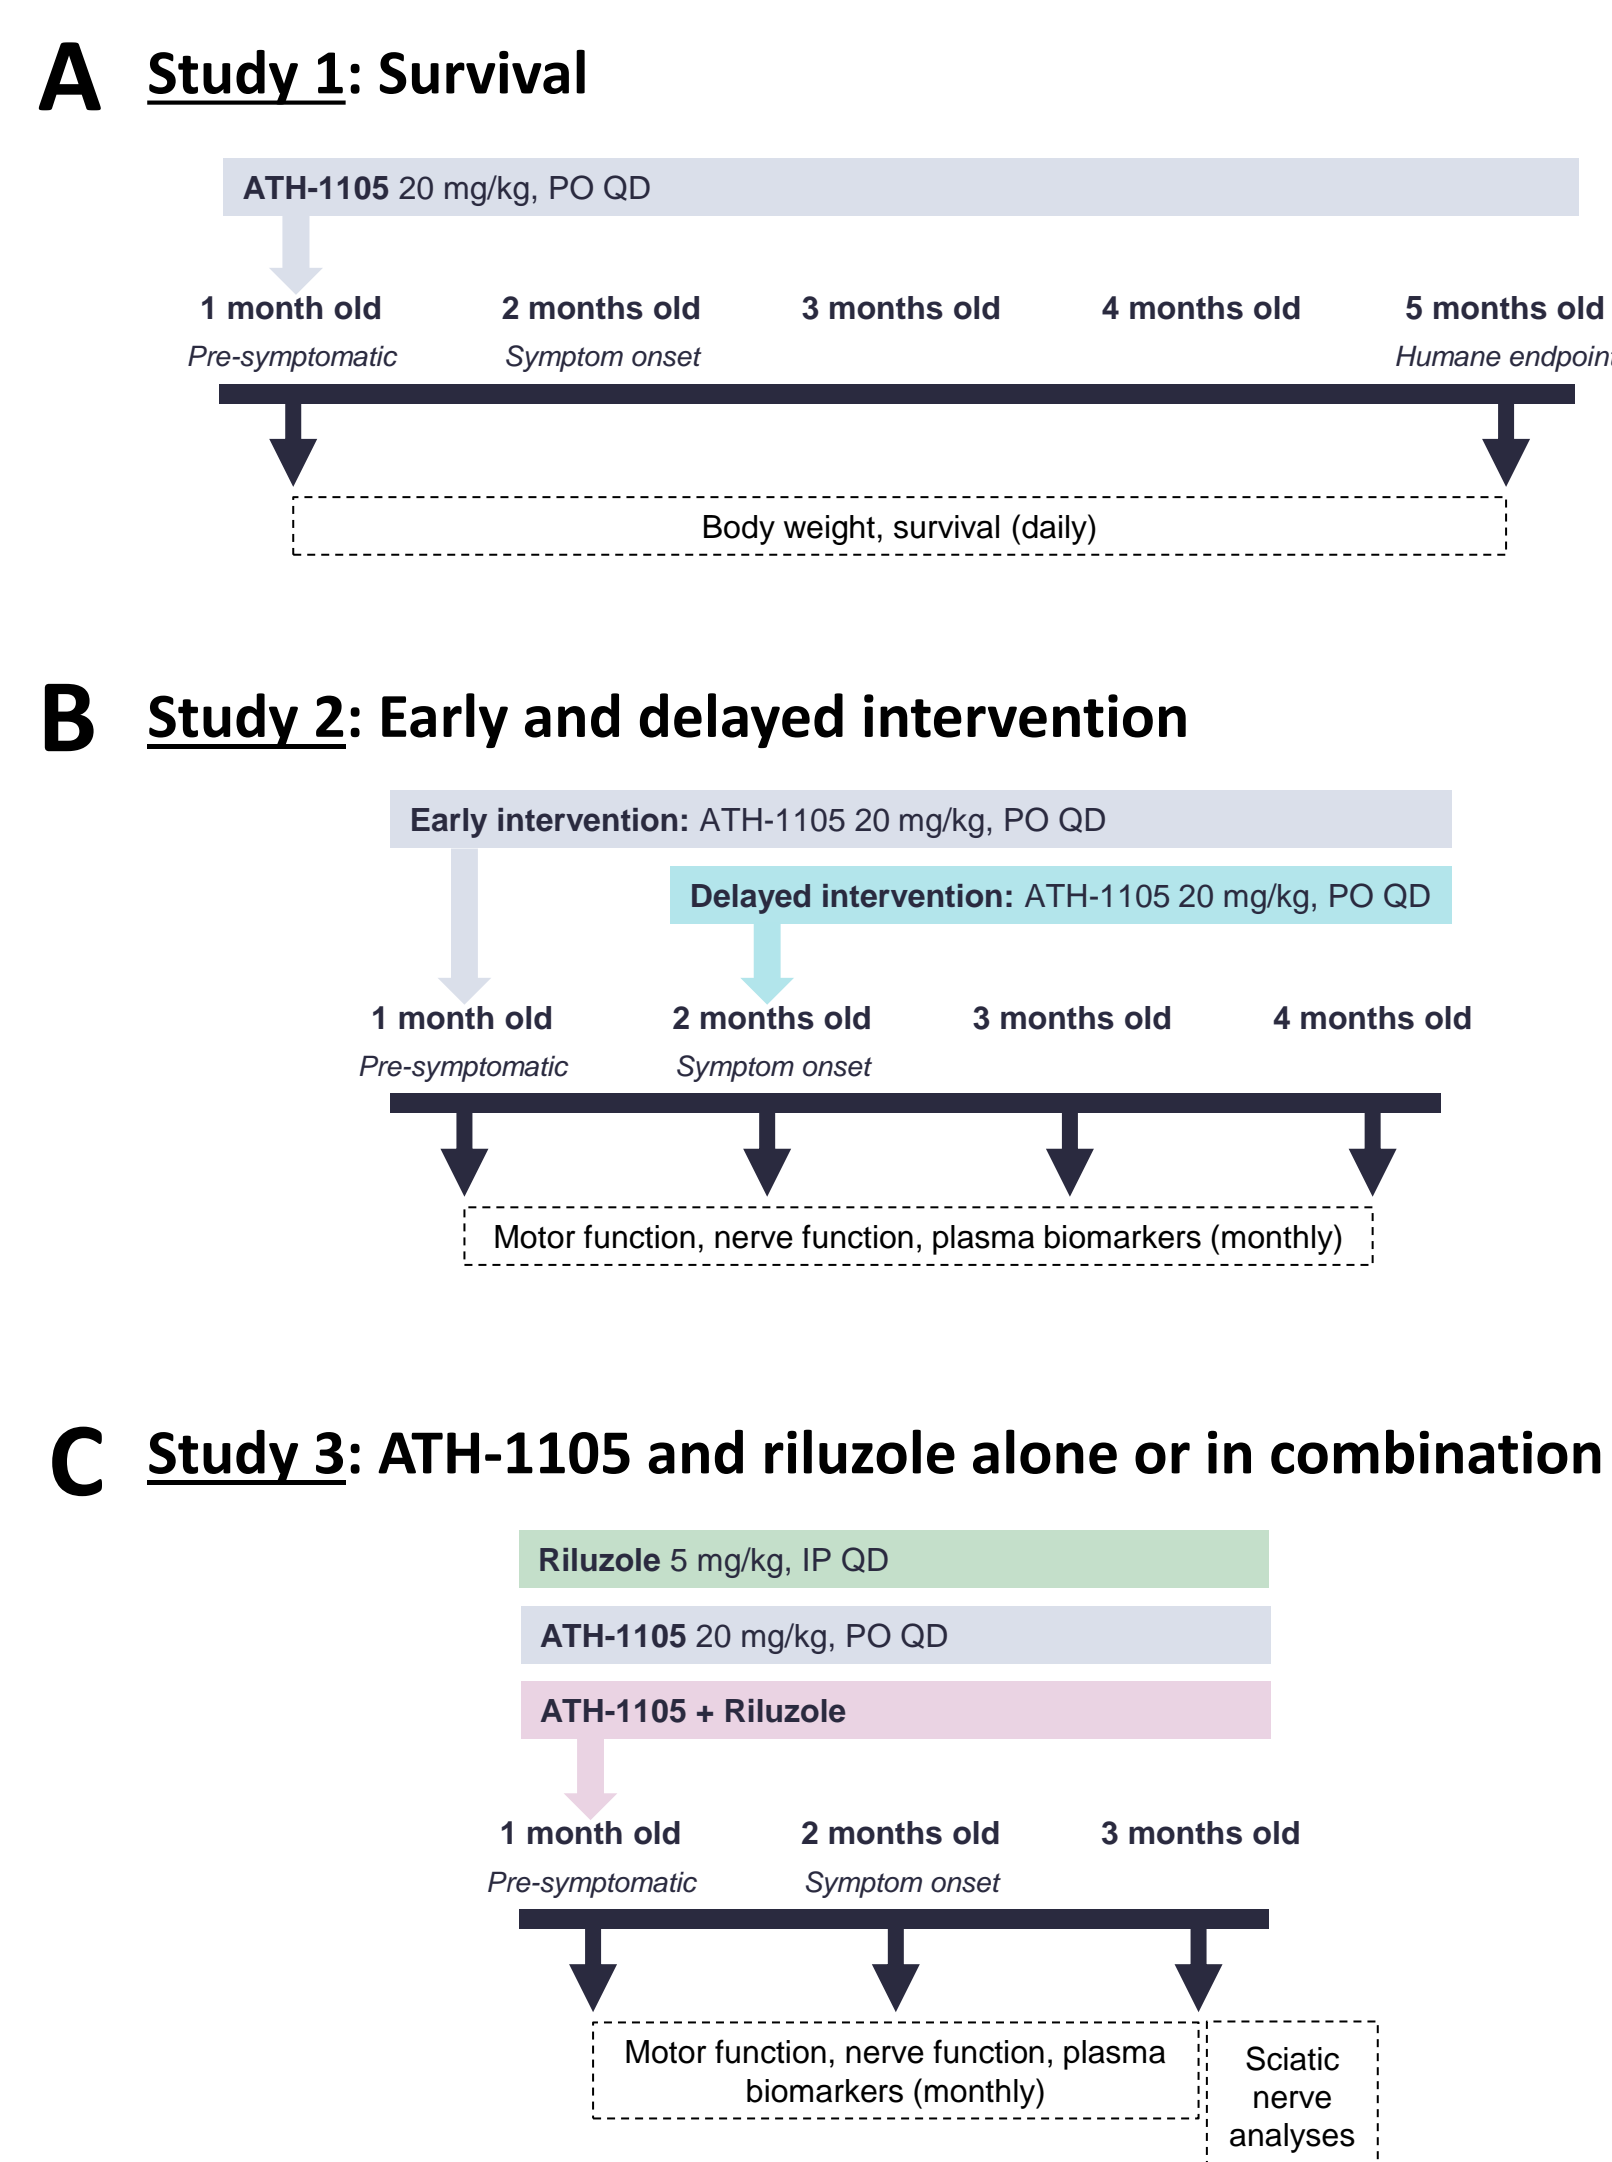 A Study 1: Survival
ATH-1105 20 mg/kg, PO QD
1 month old 2 months old 3 months old 4 months old 5 months old
Pre-symptomatic Symptom onset Humane endpoint
Body weight, survival (daily)
B Study 2: Early and delayed intervention
Early intervention: ATH-1105 20 mg/kg, PO QD
Delayed intervention: ATH-1105 20 mg/kg, PO QD
1 month old 2 months old 3 months old 4 months old
Pre-symptomatic Symptom onset
Motor function, nerve function, plasma biomarkers (monthly)
C Study 3: ATH-1105 and riluzole alone or in combination
Riluzole 5 mg/kg, IP QD
ATH-1105 20 mg/kg, PO QD
ATH-1105 + Riluzole
1 month old 2 months old 3 months old
Pre-symptomatic Symptom onset
Motor function, nerve function, plasma
biomarkers (monthly)
Sciatic
nerve
analyses